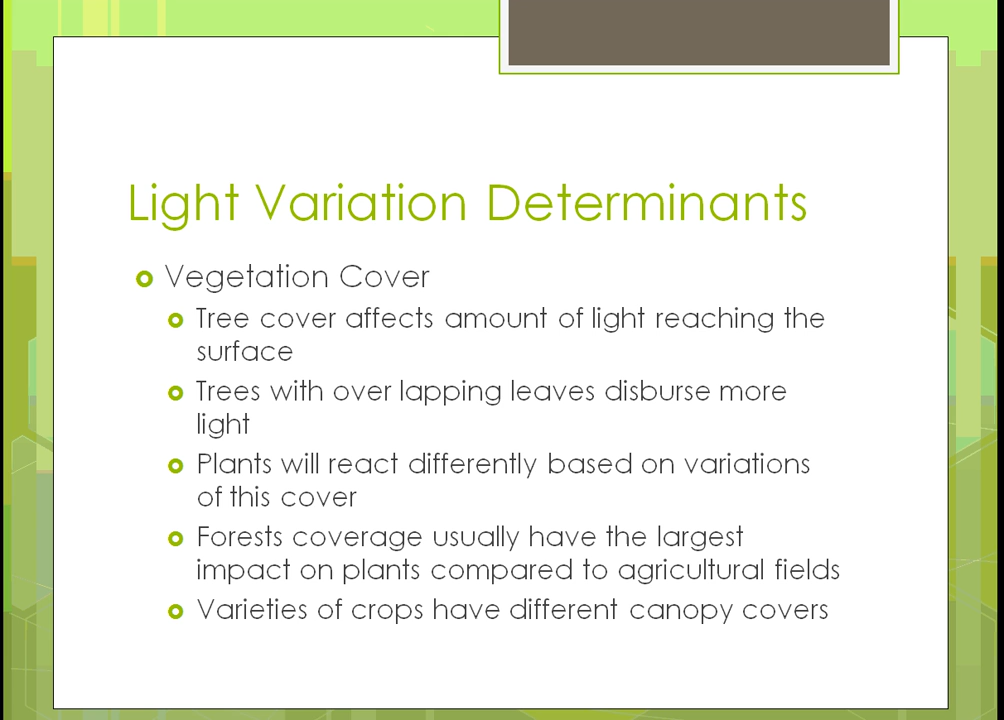 Light Variation Determinants
Vegetation Cover
Tree cover affects amount of light reaching the
surface
Trees with over lapping leaves disburse more
light
Plants will react differently based on variations
of this cover
Forests coverage usually have the largest
impact on plants compared to agricultural fields
Varieties of crops have different canopy covers